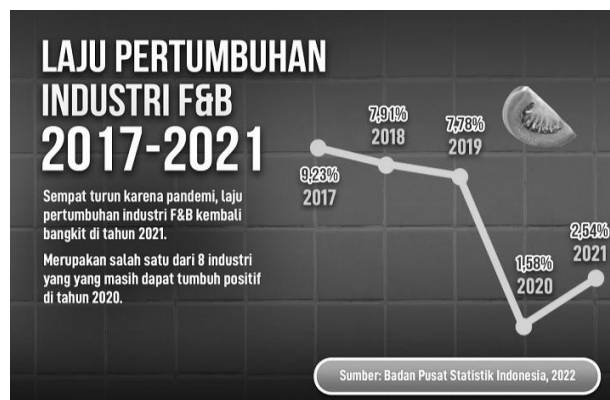 LAJU PERTUMBUHAN
INDUSTRI F&B
2017-2021
Sempat turun karena pandemi, laju
pertumbuhan industri F&B kembali
bangkit di tahun 2021.
Merupakan salah satu dari 8 industri
yang yang masih dapat tumbuh positif
di tahun 2020.
9,23%
2017
7,91%
2018
7,78%
2019
1,58%
2020
2,54%
2021
Sumber: Badan Pusat Statistik Indonesia, 2022